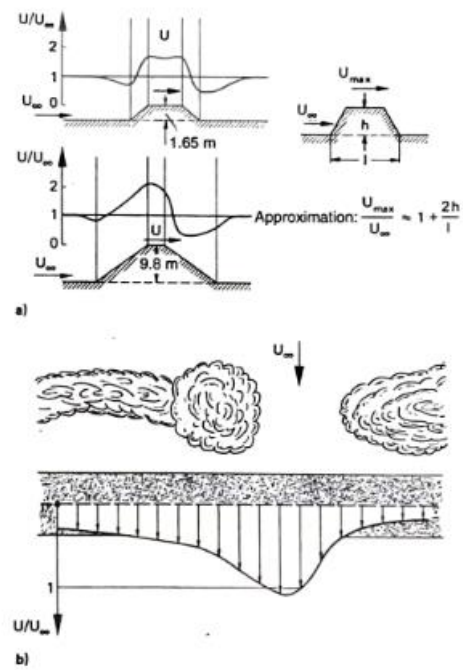 U/U∞
U
2
1
0
U∞
1.65 m
Umax
U∞
h
l
U/U∞
2
1
0
U
U∞
9.8 m
Approximation: Umax/U∞ ≈ 1 + 2h/l
a)
U∞
1
U/U∞
b)